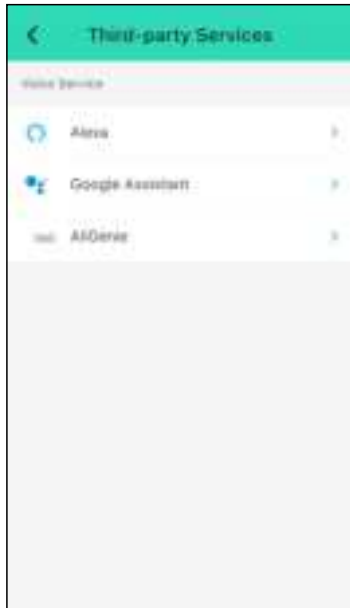 Third-party Services
Voice Service
Alexa
Google Assistant
AliGenie